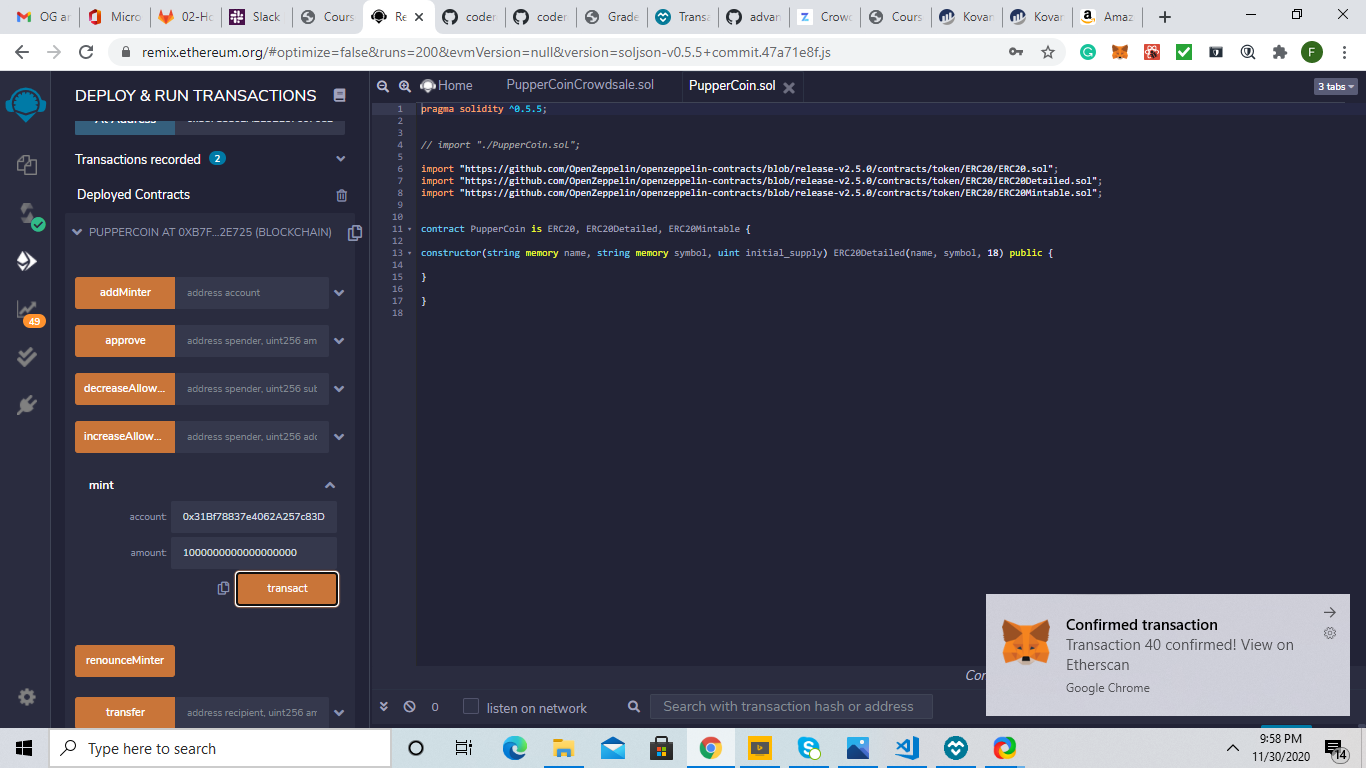 OG ar
Micro
02-Ho
Slack
Cours
Re
coder
coder
Grade
Transa
advan
Crowd
Cours
Kovan
Kovan
Amaz
remix.ethereum.org/#optimize=false&runs=200&evmVersion=null&version=soljson-v0.5.5+commit.47a71e8f.js
F
DEPLOY & RUN TRANSACTIONS
Home
PupperCoinCrowdsale.sol
PupperCoin.sol
3 tabs
At Address
Transactions recorded 2
Deployed Contracts
PUPPERCOIN AT 0XB7F...2E725 (BLOCKCHAIN)
addMinter address account
approve address spender, uint256 am
decreaseAllow... address spender, uint256 sub
increaseAllow... address spender, uint256 add
mint
account: 0x31Bf78837e4062A257c83D
amount: 1000000000000000000
transact
renounceMinter
transfer address recipient, uint256 am
49
1 pragma solidity ^0.5.5;
2
3
4 // import "./PupperCoin.sol";
5
6 import "https://github.com/OpenZeppelin/openzeppelin-contracts/blob/release-v2.5.0/contracts/token/ERC20/ERC20.sol";
7 import "https://github.com/OpenZeppelin/openzeppelin-contracts/blob/release-v2.5.0/contracts/token/ERC20/ERC20Detailed.sol";
8 import "https://github.com/OpenZeppelin/openzeppelin-contracts/blob/release-v2.5.0/contracts/token/ERC20/ERC20Mintable.sol";
9
10
11 contract PupperCoin is ERC20, ERC20Detailed, ERC20Mintable {
12
13 constructor(string memory name, string memory symbol, uint initial_supply) ERC20Detailed(name, symbol, 18) public {
14
15 }
16
17 }
18
Con
0
listen on network
Search with transaction hash or address
Confirmed transaction
Transaction 40 confirmed! View on
Etherscan
Google Chrome
Type here to search
9:58 PM
11/30/2020
14